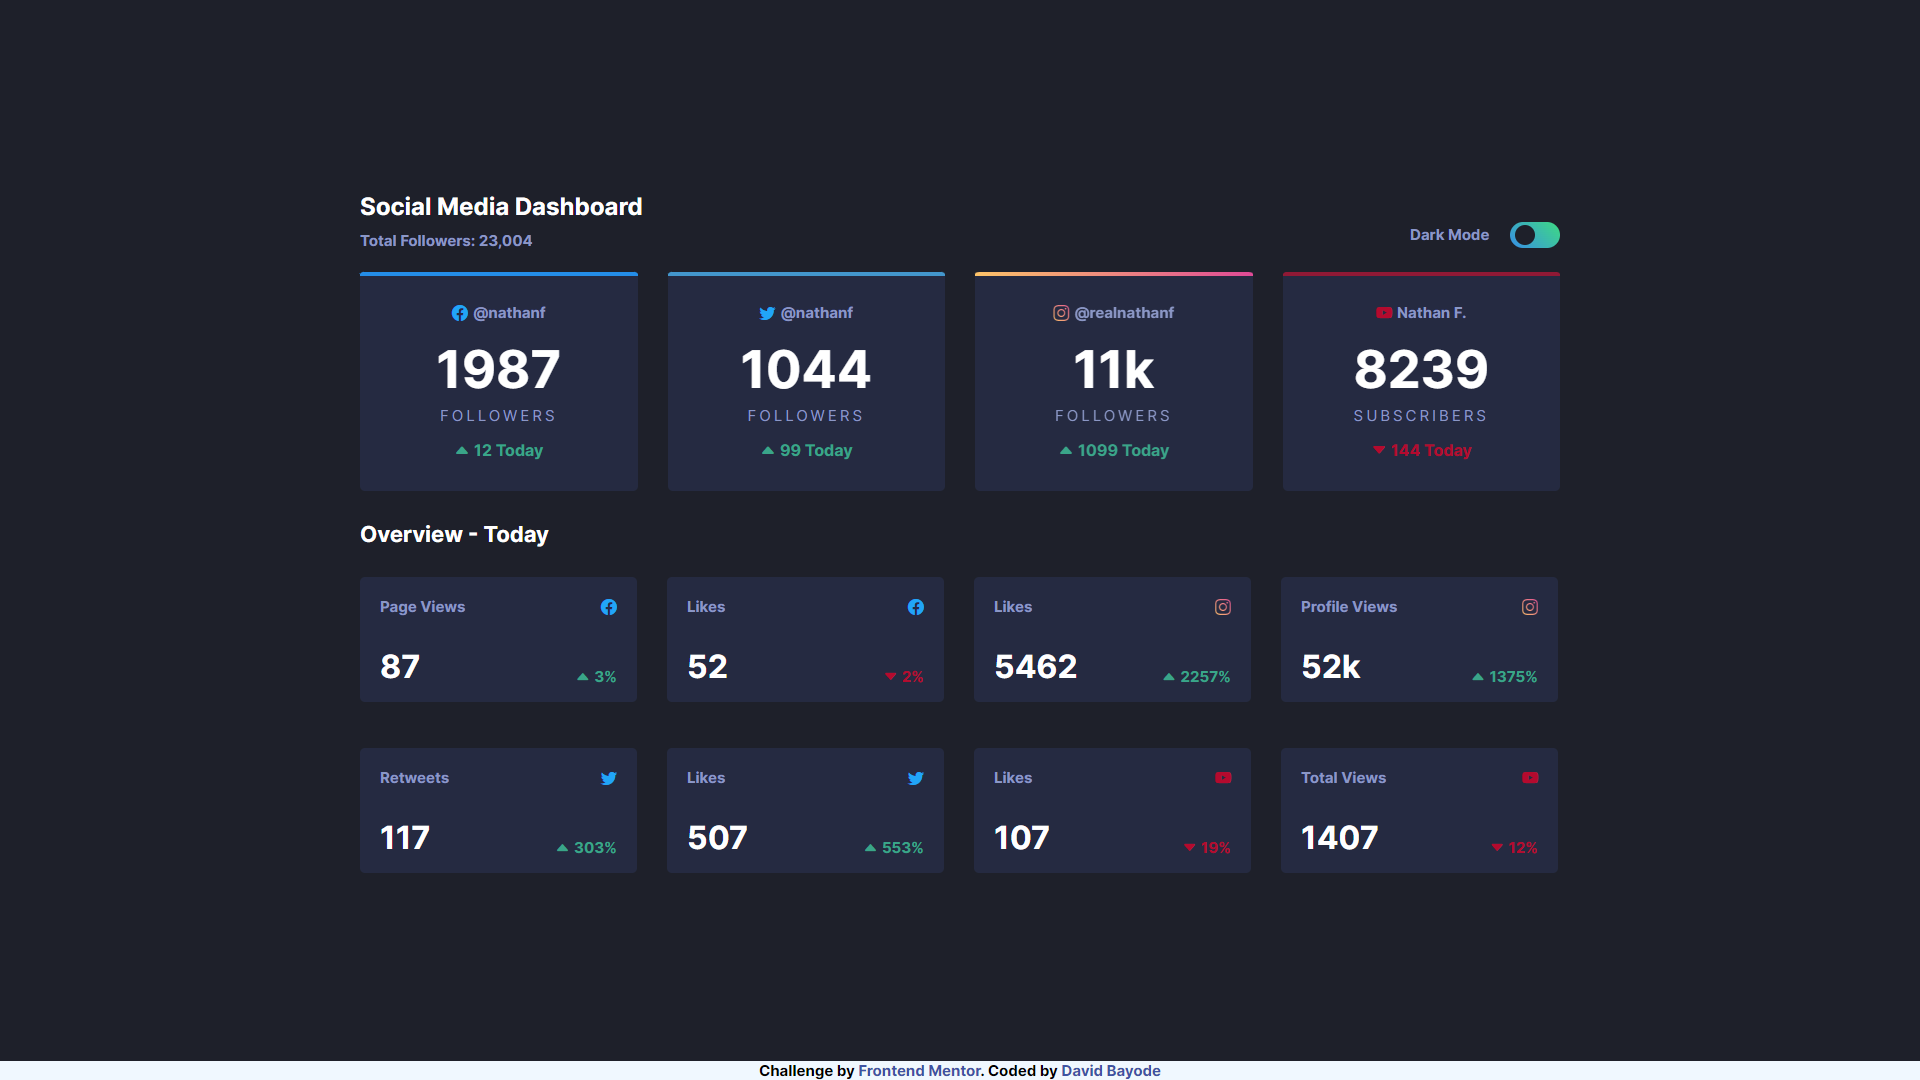 Social Media Dashboard
Total Followers: 23,004
Dark Mode
@nathanf
1987
FOLLOWERS
12 Today
@nathanf
1044
FOLLOWERS
99 Today
@realnathanf
11k
FOLLOWERS
1099 Today
Nathan F.
8239
SUBSCRIBERS
144 Today
Overview - Today
Page Views
87
3%
Likes
52
2%
Likes
5462
2257%
Profile Views
52k
1375%
Retweets
117
303%
Likes
507
553%
Likes
107
19%
Total Views
1407
12%
Challenge by Frontend Mentor. Coded by David Bayode